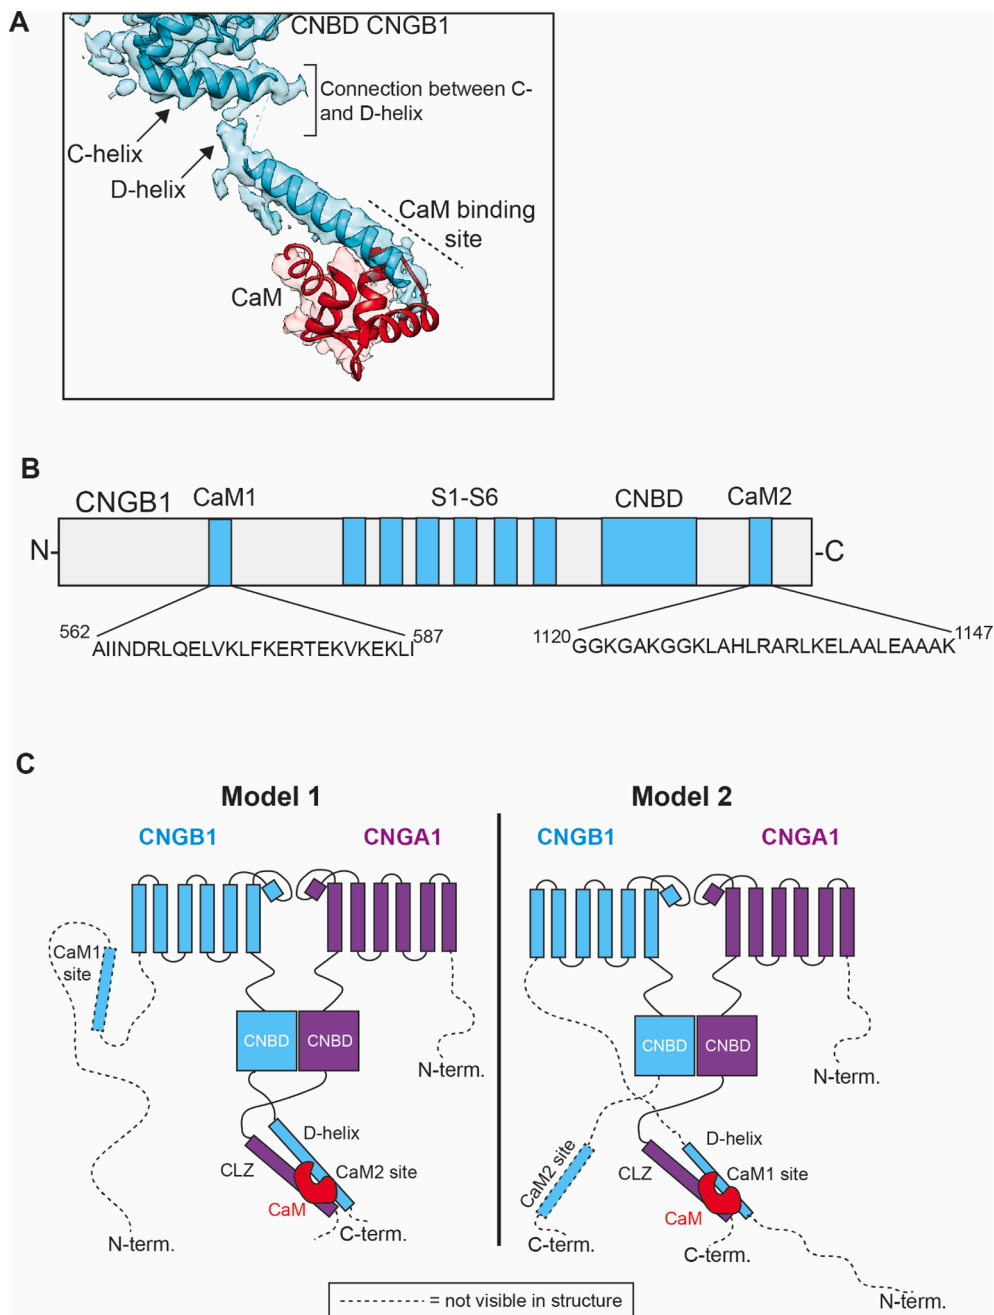 A
CNBD CNGB1
Connection between C-
and D-helix
C-helix
D-helix
CaM binding
site
CaM
B
CNGB1
CaM1
S1-S6
CNBD
CaM2
N-
-C
562
AIINDRLQELVKLFKERTEKVKEKLI
587
1120
GGKGAKGGKLAHLRARLKELAALEAAAK
1147
C
Model 1
CNGB1
CNGA1
CaM1
site
CNBD
CNBD
N-term.
D-helix
CLZ
CaM2 site
CaM
C-term.
N-term.
Model 2
CNGB1
CNGA1
CNBD
CNBD
N-term.
D-helix
CaM2 site
CLZ
CaM1 site
CaM
C-term.
C-term.
N-term.
= not visible in structure